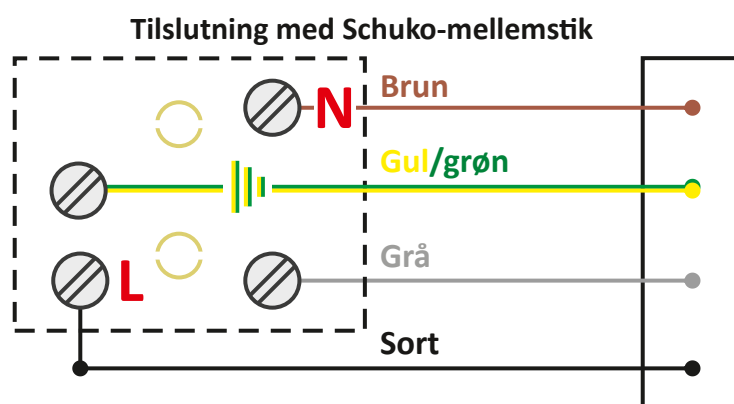 Tilslutning med Schuko-mellemstik
N
Brun
Gul/grøn
Grå
L
Sort